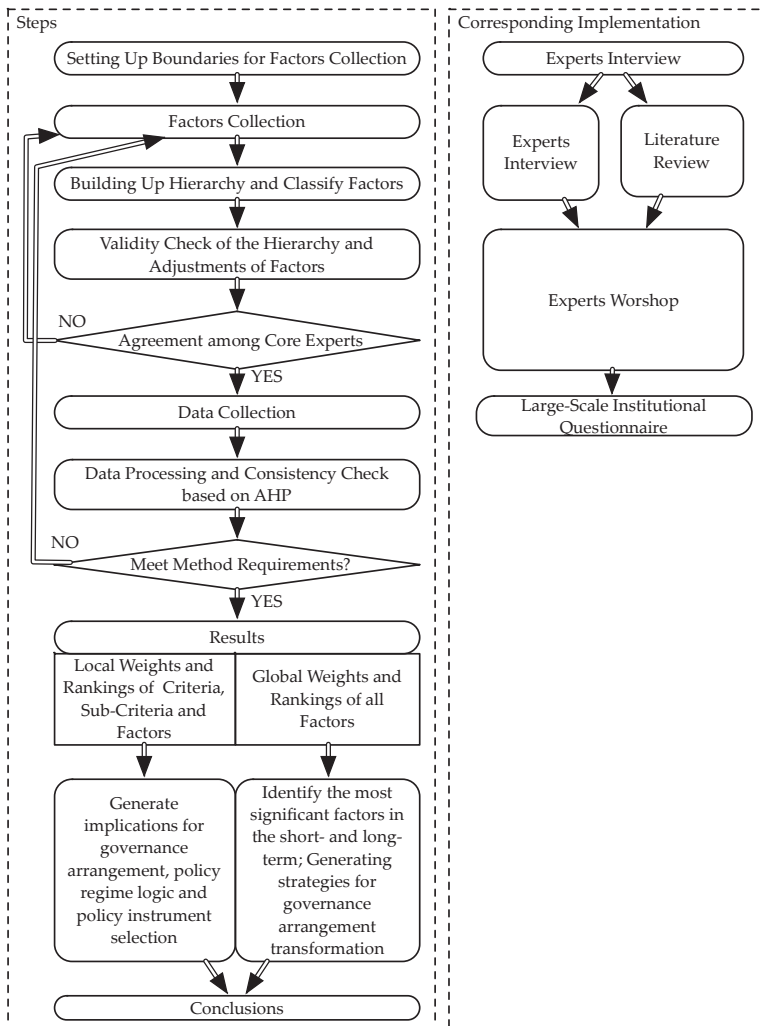 Steps
Setting Up Boundaries for Factors Collection
Factors Collection
Building Up Hierarchy and Classify Factors
Validity Check of the Hierarchy and
Adjustments of Factors
NO
Agreement among Core Experts
YES
Data Collection
Data Processing and Consistency Check
based on AHP
NO
Meet Method Requirements?
YES
Results
Local Weights and
Rankings of Criteria,
Sub-Criteria and
Factors
Global Weights and
Rankings of all
Factors
Generate
implications for
governance
arrangement, policy
regime logic and
policy instrument
selection
Identify the most
significant factors in
the short- and long-
term; Generating
strategies for
governance
arrangement
transformation
Conclusions
Corresponding Implementation
Experts Interview
Experts
Interview
Literature
Review
Experts Worshop
Large-Scale Institutional
Questionnaire